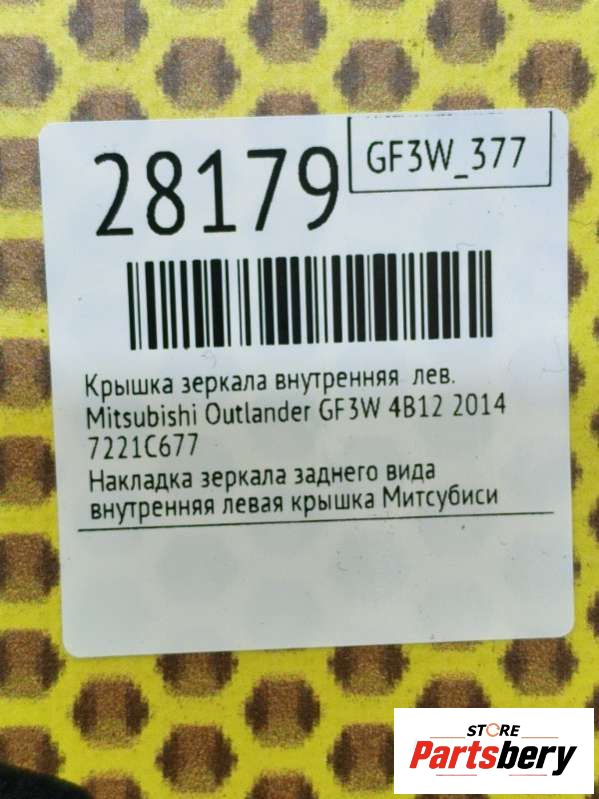 28179
GF3W_377
Крышка зеркала внутренняя лев.
Mitsubishi Outlander GF3W 4B12 2014
7221C677
Накладка зеркала заднего вида
внутренняя левая крышка Митсубиси
STORE
Partsbery